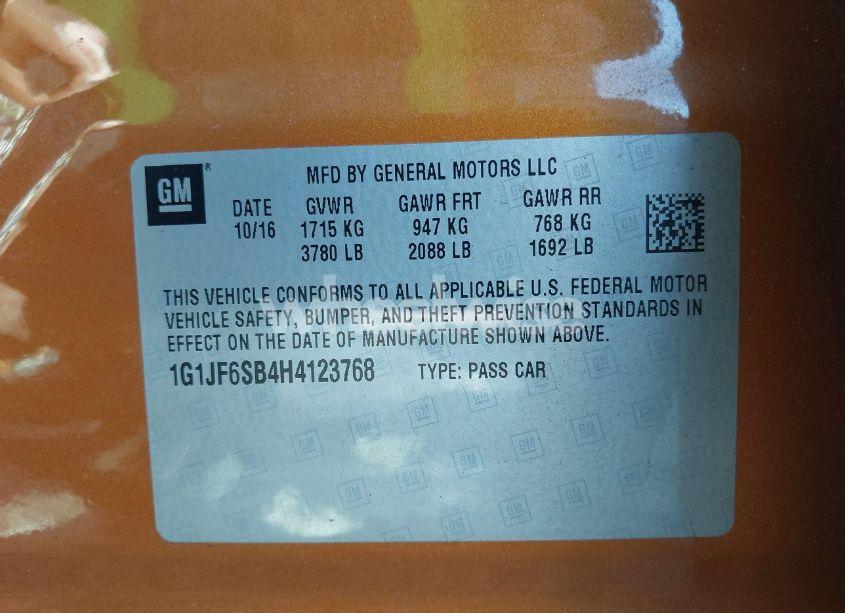 GM
MFD BY GENERAL MOTORS LLC
DATE GVWR GAWR FRT GAWR RR
10/16 1715 KG 947 KG 768 KG
3780 LB 2088 LB 1692 LB
THIS VEHICLE CONFORMS TO ALL APPLICABLE U.S. FEDERAL MOTOR
VEHICLE SAFETY, BUMPER, AND THEFT PREVENTION STANDARDS IN
EFFECT ON THE DATE OF MANUFACTURE SHOWN ABOVE.
1G1JF6SB4H4123768 TYPE: PASS CAR